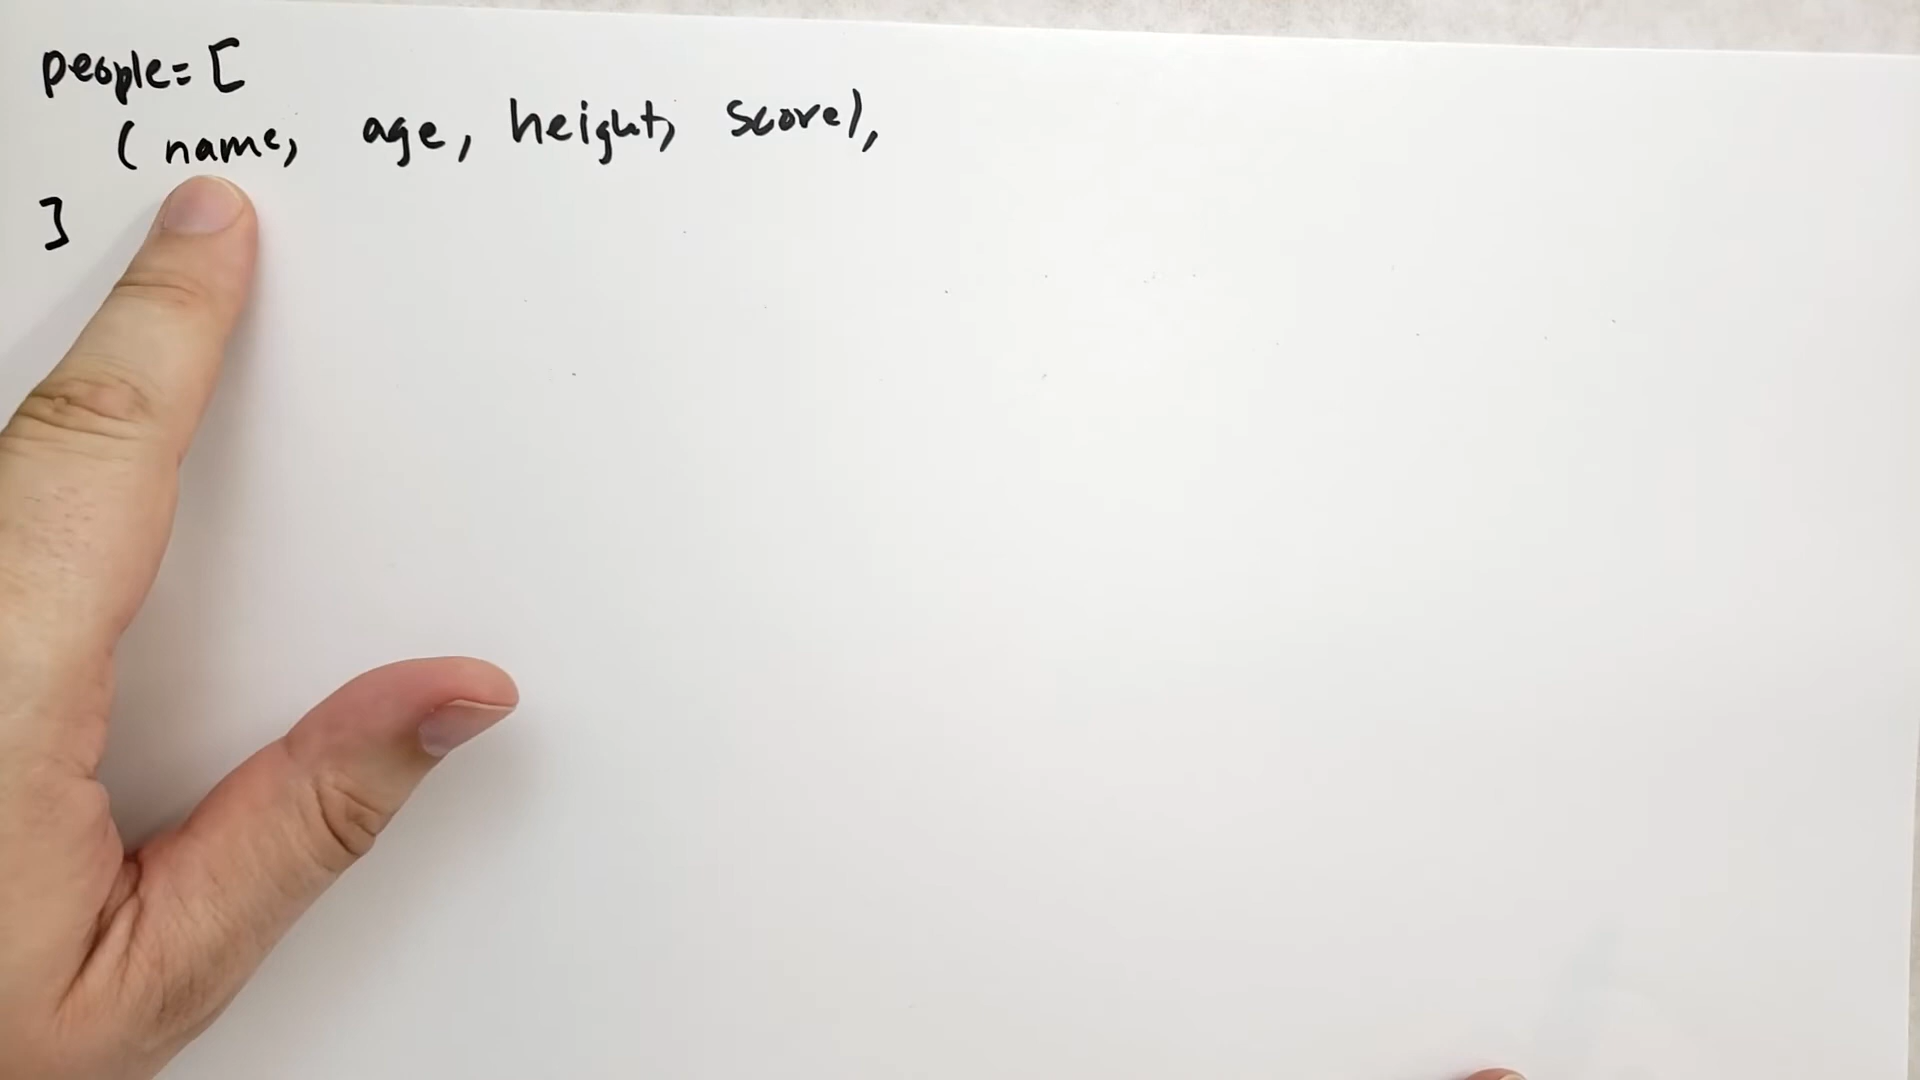 people=[
(name, age, height, score),
]